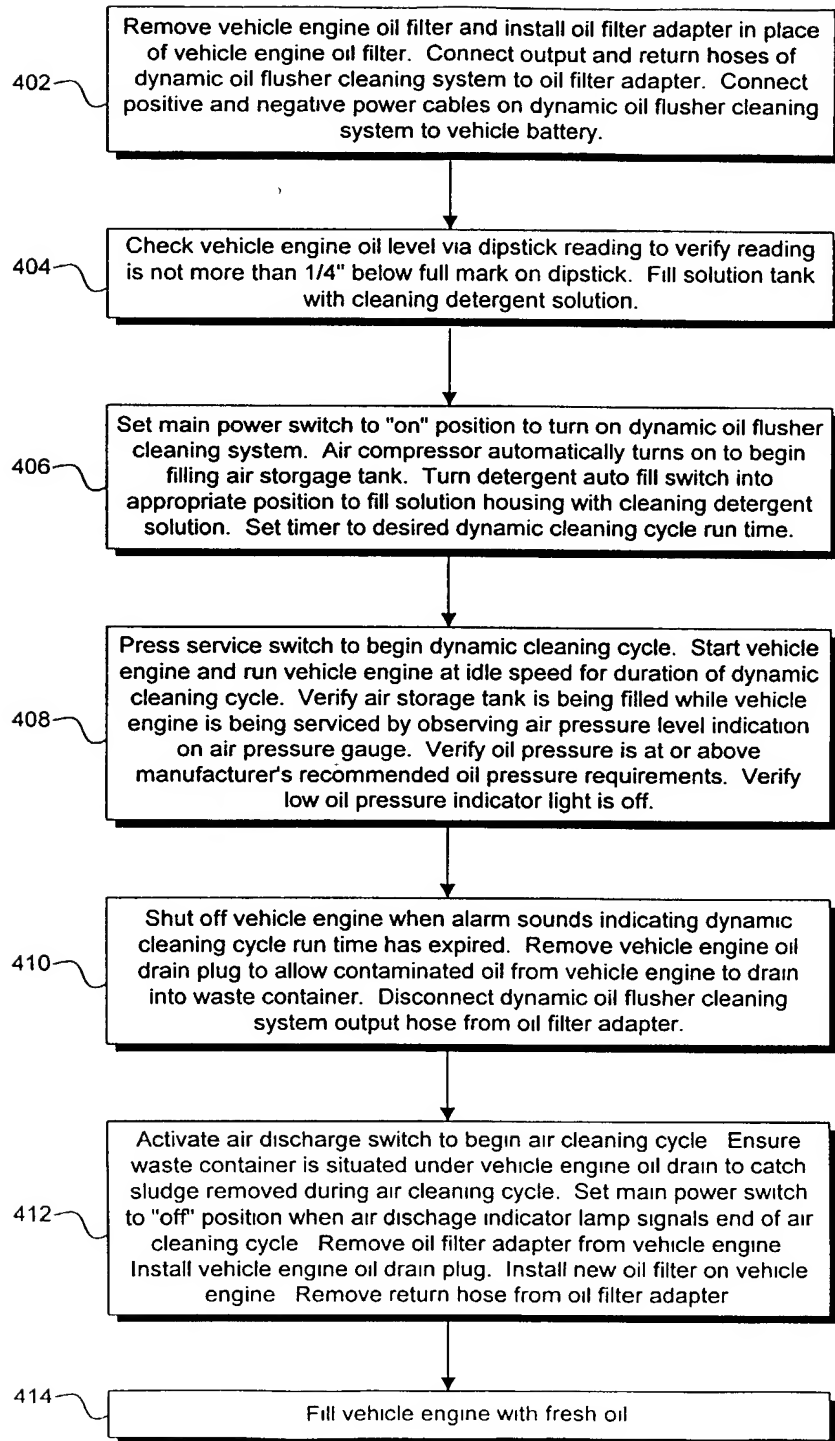 402
Remove vehicle engine oil filter and install oil filter adapter in place
of vehicle engine oil filter. Connect output and return hoses of
dynamic oil flusher cleaning system to oil filter adapter. Connect
positive and negative power cables on dynamic oil flusher cleaning
system to vehicle battery.
404
Check vehicle engine oil level via dipstick reading to verify reading
is not more than 1/4" below full mark on dipstick. Fill solution tank
with cleaning detergent solution.
406
Set main power switch to "on" position to turn on dynamic oil flusher
cleaning system. Air compressor automatically turns on to begin
filling air storgage tank. Turn detergent auto fill switch into
appropriate position to fill solution housing with cleaning detergent
solution. Set timer to desired dynamic cleaning cycle run time.
408
Press service switch to begin dynamic cleaning cycle. Start vehicle
engine and run vehicle engine at idle speed for duration of dynamic
cleaning cycle. Verify air storage tank is being filled while vehicle
engine is being serviced by observing air pressure level indication
on air pressure gauge. Verify oil pressure is at or above
manufacturer's recommended oil pressure requirements. Verify
low oil pressure indicator light is off.
410
Shut off vehicle engine when alarm sounds indicating dynamic
cleaning cycle run time has expired. Remove vehicle engine oil
drain plug to allow contaminated oil from vehicle engine to drain
into waste container. Disconnect dynamic oil flusher cleaning
system output hose from oil filter adapter.
412
Activate air discharge switch to begin air cleaning cycle Ensure
waste container is situated under vehicle engine oil drain to catch
sludge removed during air cleaning cycle. Set main power switch
to "off" position when air dischage indicator lamp signals end of air
cleaning cycle Remove oil filter adapter from vehicle engine
Install vehicle engine oil drain plug. Install new oil filter on vehicle
engine Remove return hose from oil filter adapter
414
Fill vehicle engine with fresh oil